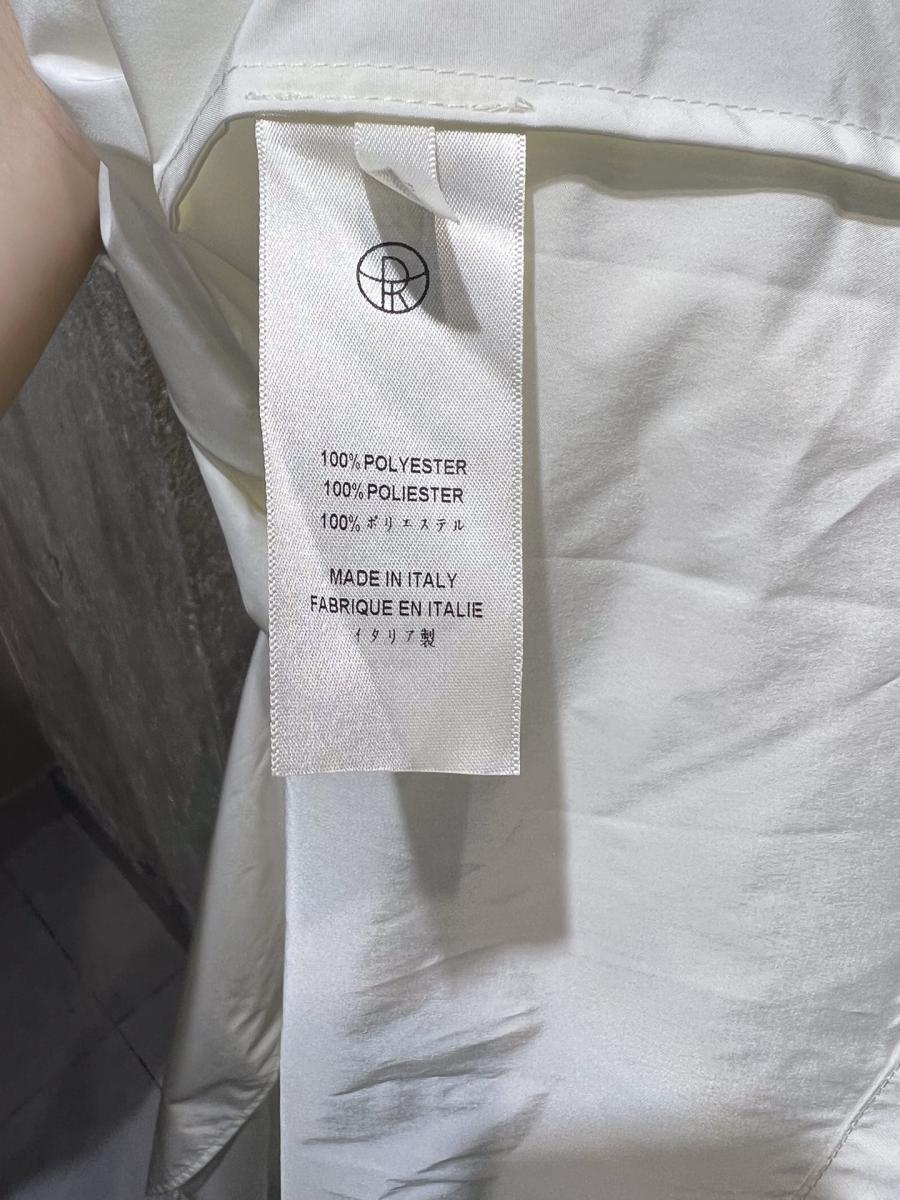 PR
100% POLYESTER
100% POLIESTER
100% ポリエステル
MADE IN ITALY
FABRIQUE EN ITALIE
イタリア製